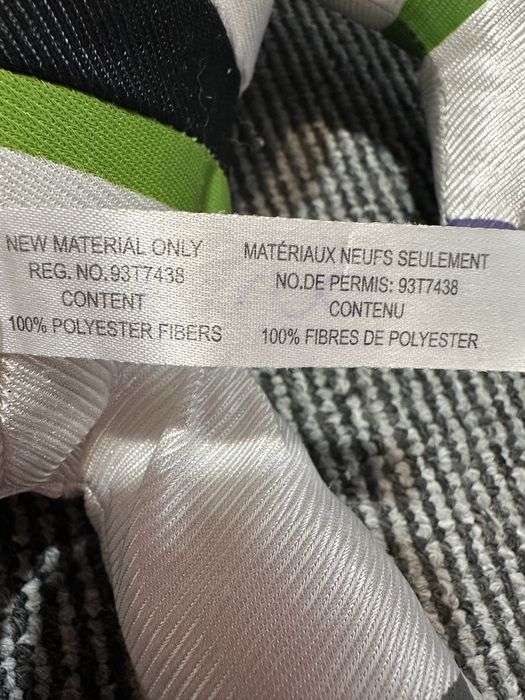 NEW MATERIAL ONLY
REG. NO.93T7438
CONTENT
100% POLYESTER FIBERS
MATÉRIAUX NEUFS SEULEMENT
NO.DE PERMIS: 93T7438
CONTENU
100% FIBRES DE POLYESTER